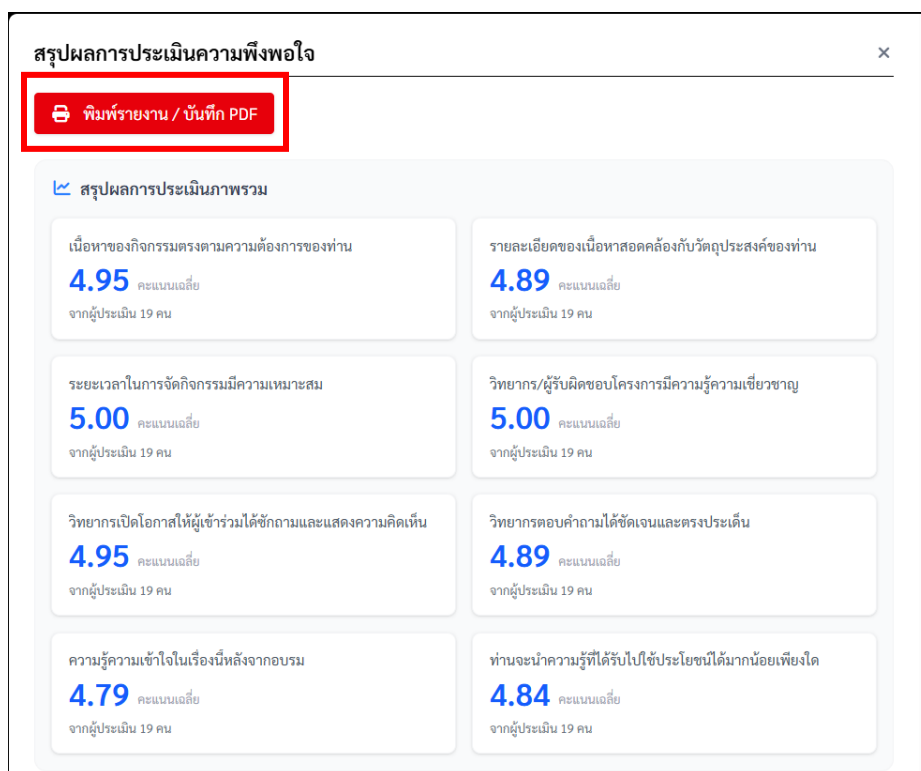 สรุปผลการประเมินความพึงพอใจ
×
พิมพ์รายงาน / บันทึก PDF
สรุปผลการประเมินภาพรวม
เนื้อหาของกิจกรรมตรงตามความต้องการของท่าน
4.95 คะแนนเฉลี่ย
จากผู้ประเมิน 19 คน
รายละเอียดของเนื้อหาสอดคล้องกับวัตถุประสงค์ของท่าน
4.89 คะแนนเฉลี่ย
จากผู้ประเมิน 19 คน
ระยะเวลาในการจัดกิจกรรมมีความเหมาะสม
5.00 คะแนนเฉลี่ย
จากผู้ประเมิน 19 คน
วิทยากร/ผู้รับผิดชอบโครงการมีความรู้ความเชี่ยวชาญ
5.00 คะแนนเฉลี่ย
จากผู้ประเมิน 19 คน
วิทยากรเปิดโอกาสให้ผู้เข้าร่วมได้ซักถามและแสดงความคิดเห็น
4.95 คะแนนเฉลี่ย
จากผู้ประเมิน 19 คน
วิทยากรตอบคำถามได้ชัดเจนและตรงประเด็น
4.89 คะแนนเฉลี่ย
จากผู้ประเมิน 19 คน
ความรู้ความเข้าใจในเรื่องนี้หลังจากอบรม
4.79 คะแนนเฉลี่ย
จากผู้ประเมิน 19 คน
ท่านจะนำความรู้ที่ได้รับไปใช้ประโยชน์ได้มากน้อยเพียงใด
4.84 คะแนนเฉลี่ย
จากผู้ประเมิน 19 คน